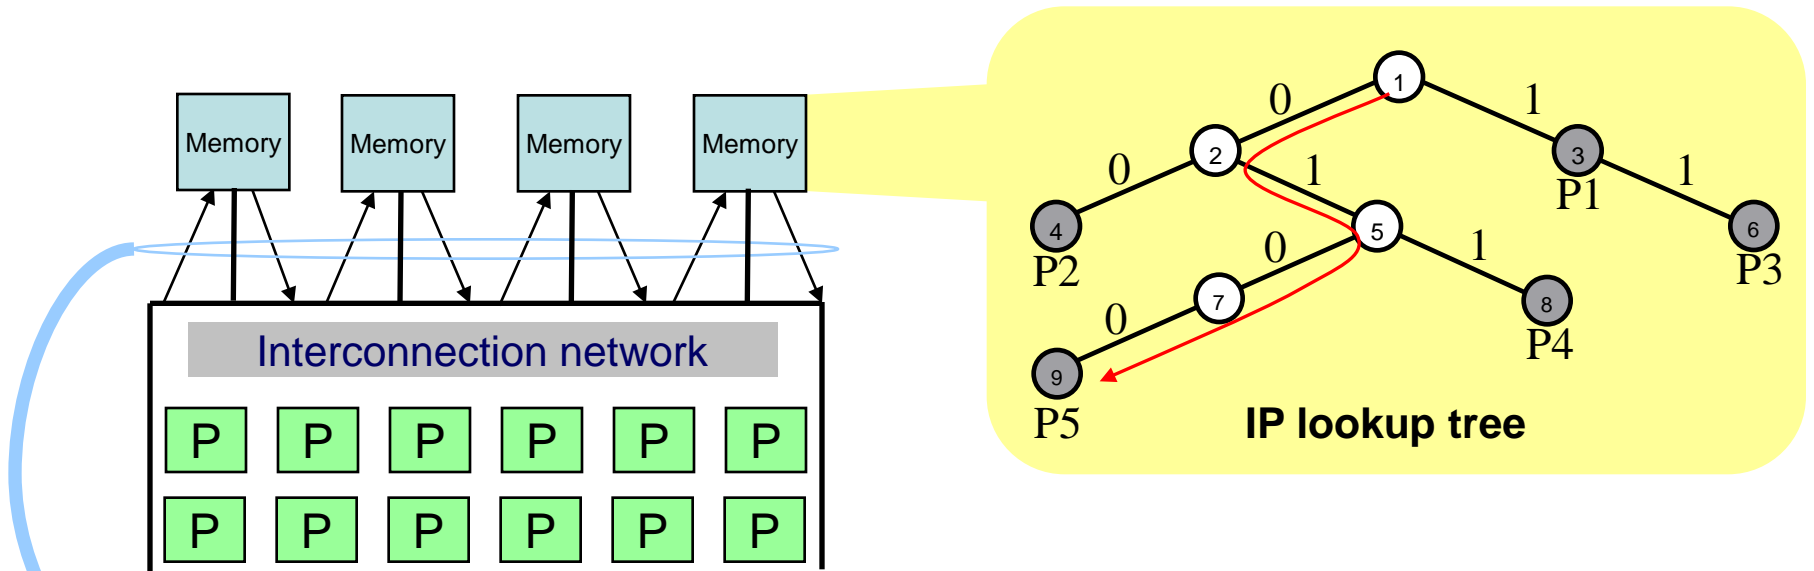 Memory Memory Memory Memory
Interconnection network
P P P P P P
P P P P P P
1
0 1
2 3
P1
0 1 1
4 5 6
P2 P3
0 1
7 8
P4
0
9
P5
IP lookup tree